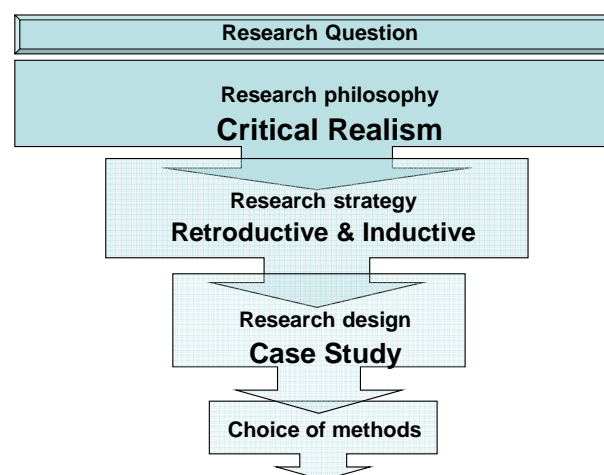 Research Question
Research philosophy
Critical Realism
Research strategy
Retroductive & Inductive
Research design
Case Study
Choice of methods